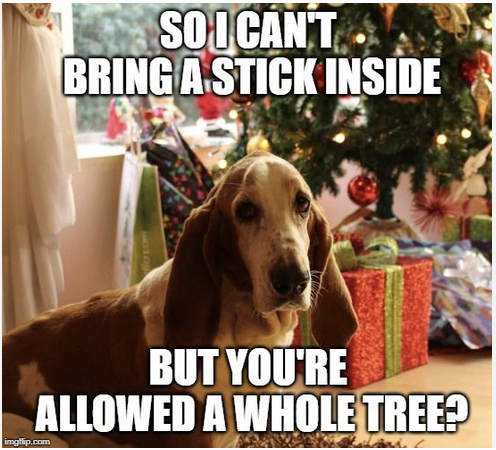 SO I CAN'T
BRING A STICK INSIDE
BUT YOU'RE
ALLOWED A WHOLE TREE?
imgflip.com